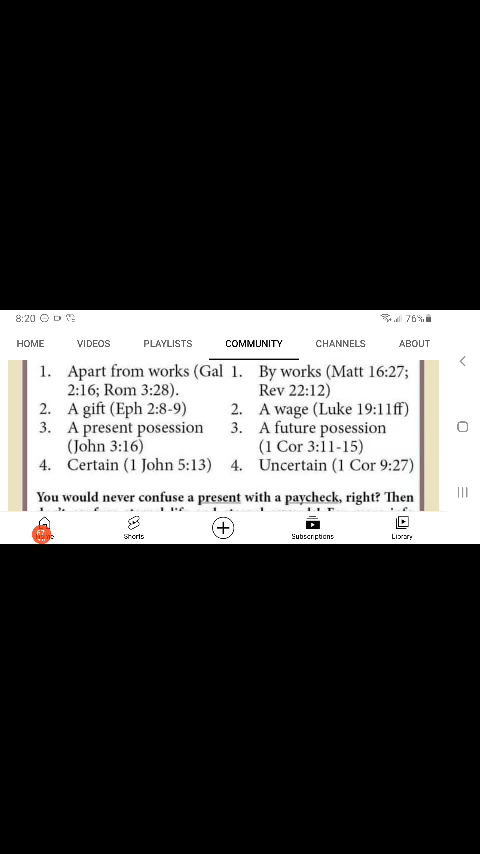 8:20 76%
HOME VIDEOS PLAYLISTS COMMUNITY CHANNELS ABOUT
1. Apart from works (Gal 1. By works (Matt 16:27;
2:16; Rom 3:28). Rev 22:12)
2. A gift (Eph 2:8-9) 2. A wage (Luke 19:11ff)
3. A present posession 3. A future posession
(John 3:16) (1 Cor 3:11-15)
4. Certain (1 John 5:13) 4. Uncertain (1 Cor 9:27)
You would never confuse a present with a paycheck, right? Then
Shorts Subscriptions Library